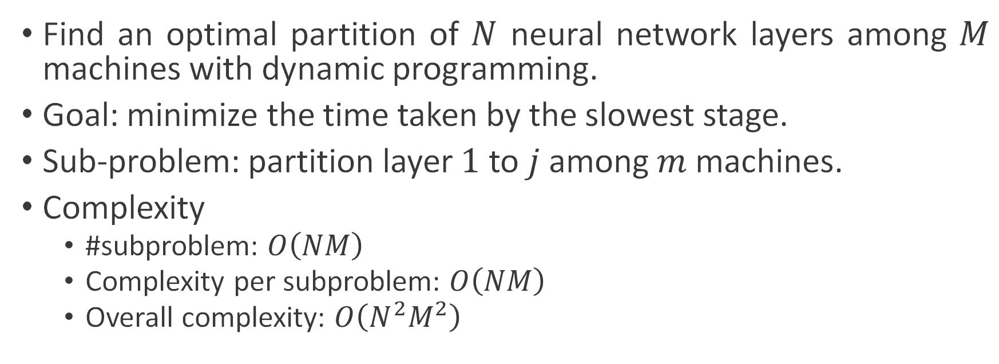 • Find an optimal partition of N neural network layers among M
machines with dynamic programming.
• Goal: minimize the time taken by the slowest stage.
• Sub-problem: partition layer 1 to j among m machines.
• Complexity
• #subproblem: O(NM)
• Complexity per subproblem: O(NM)
• Overall complexity: O(N²M²)